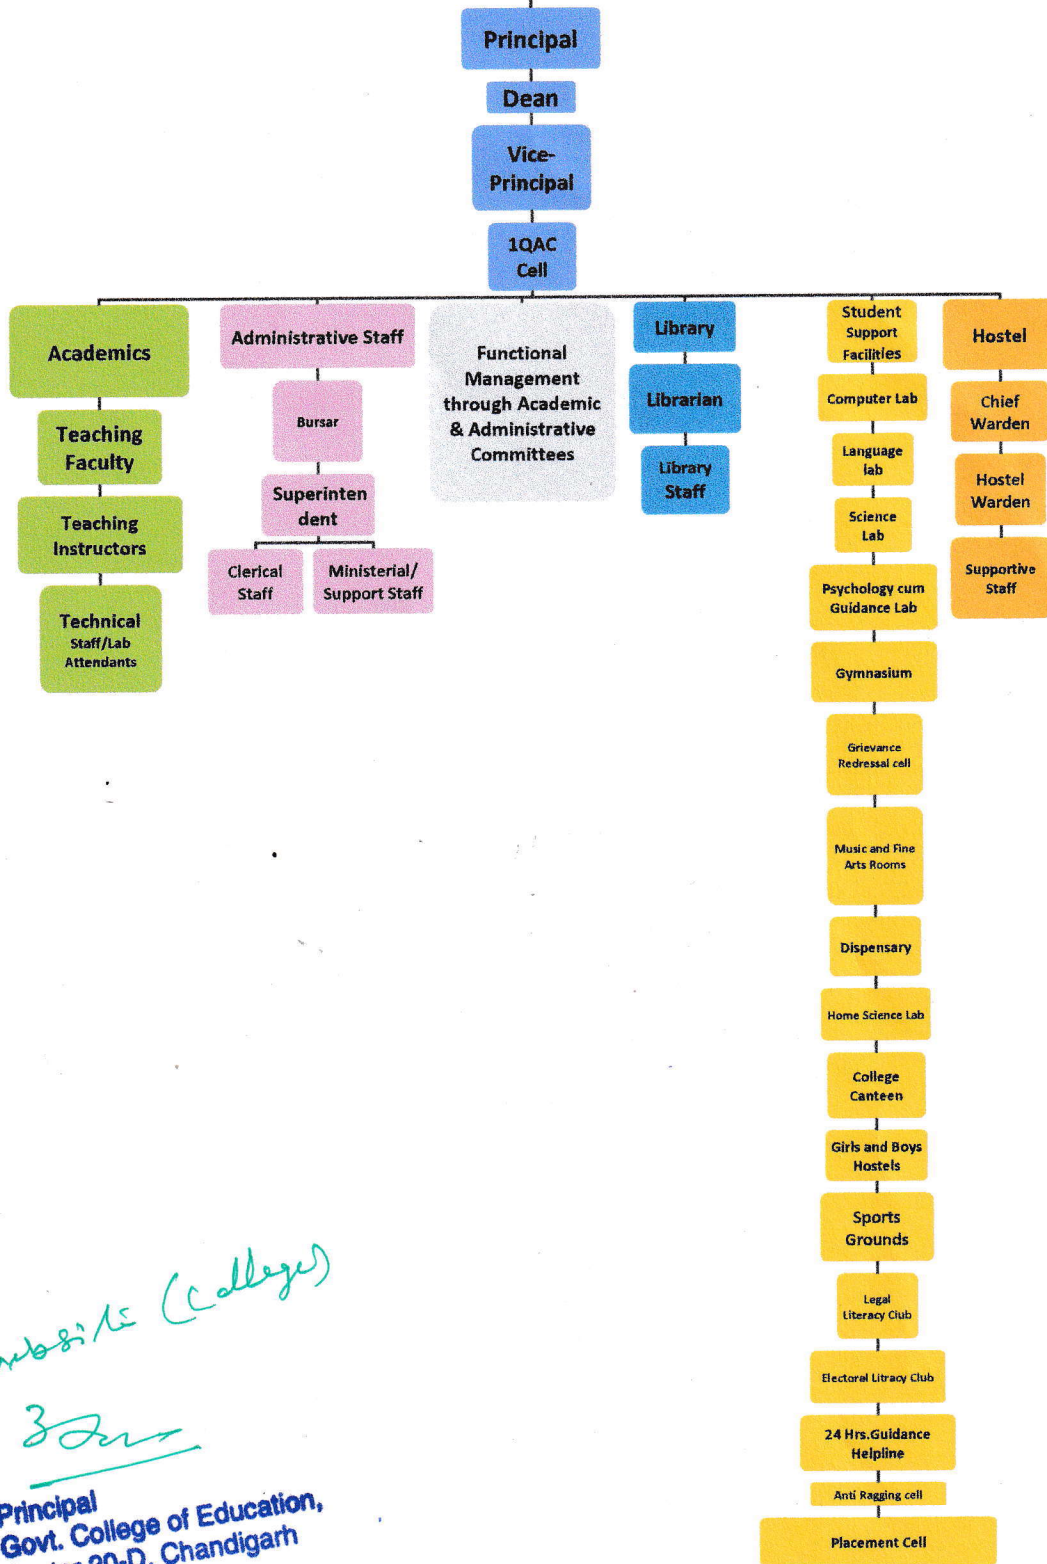 Principal
Dean
Vice-
Principal
1QAC
Cell
Academics
Teaching
Faculty
Teaching
Instructors
Technical
Staff/Lab
Attendants
Administrative Staff
Bursar
Superinten
dent
Clerical
Staff
Ministerial/
Support Staff
Functional
Management
through Academic
& Administrative
Committees
Library
Librarian
Library
Staff
Student
Support
Facilities
Computer Lab
Language
lab
Science
Lab
Psychology cum
Guidance Lab
Gymnasium
Grievance
Redressal cell
Music and Fine
Arts Rooms
Dispensary
Home Science Lab
College
Canteen
Girls and Boys
Hostels
Sports
Grounds
Legal
Literacy Club
Electoral Litracy Club
24 Hrs.Guidance
Helpline
Anti Ragging cell
Placement Cell
Hostel
Chief
Warden
Hostel
Warden
Supportive
Staff
(College)
Principal
Govt. College of Education,
20-D, Chandigarh